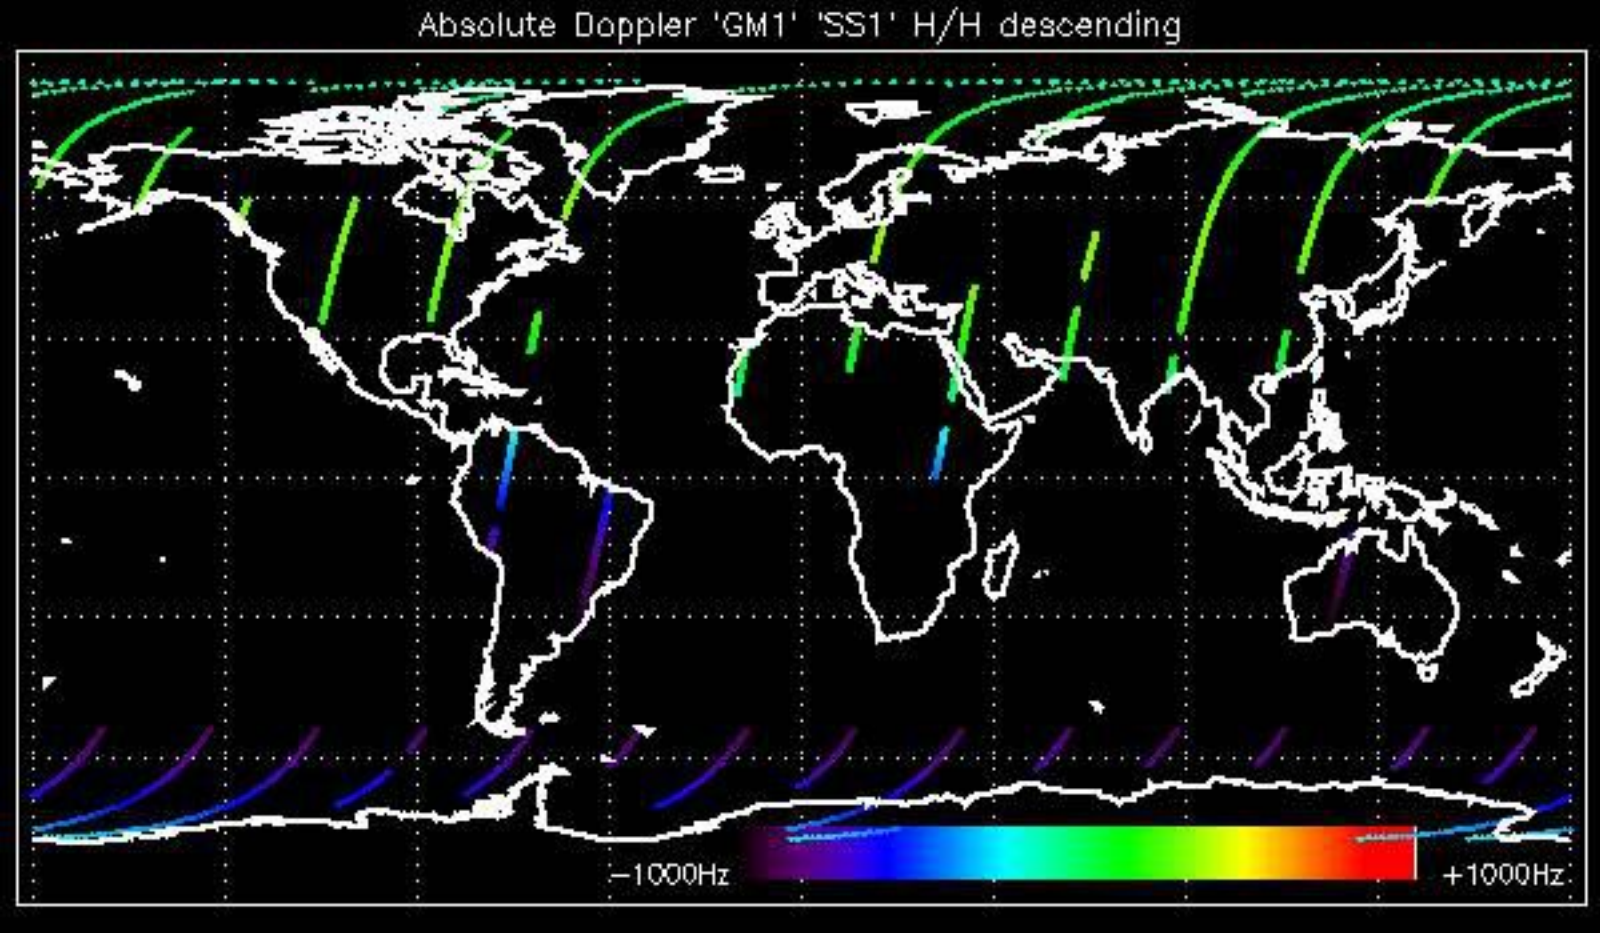 Absolute Doppler 'GM1' 'SS1' H/H descending
−1000Hz
+1000Hz